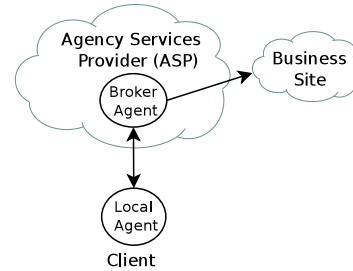 Agency Services
Provider (ASP)
Broker
Agent
Business
Site
Local
Agent
Client